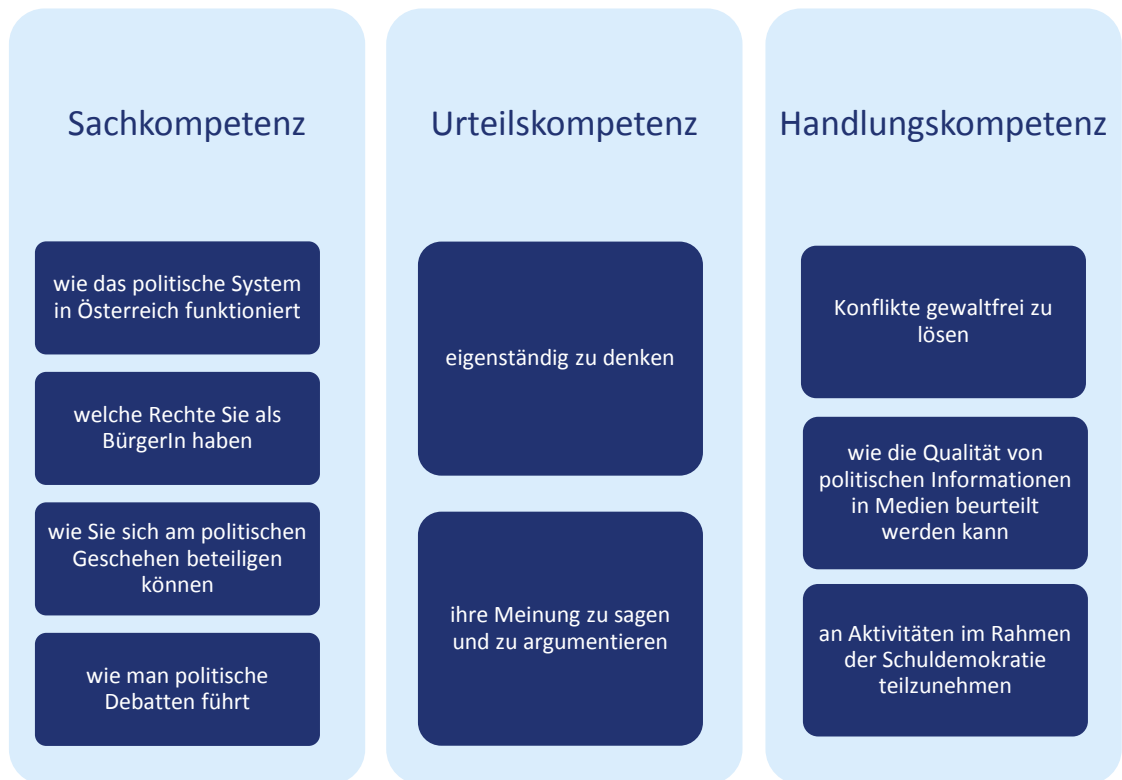 Sachkompetenz
wie das politische System
in Österreich funktioniert
welche Rechte Sie als
BürgerIn haben
wie Sie sich am politischen
Geschehen beteiligen
können
wie man politische
Debatten führt
Urteilskompetenz
eigenständig zu denken
ihre Meinung zu sagen
und zu argumentieren
Handlungskompetenz
Konflikte gewaltfrei zu
lösen
wie die Qualität von
politischen Informationen
in Medien beurteilt
werden kann
an Aktivitäten im Rahmen
der Schuldemokratie
teilzunehmen